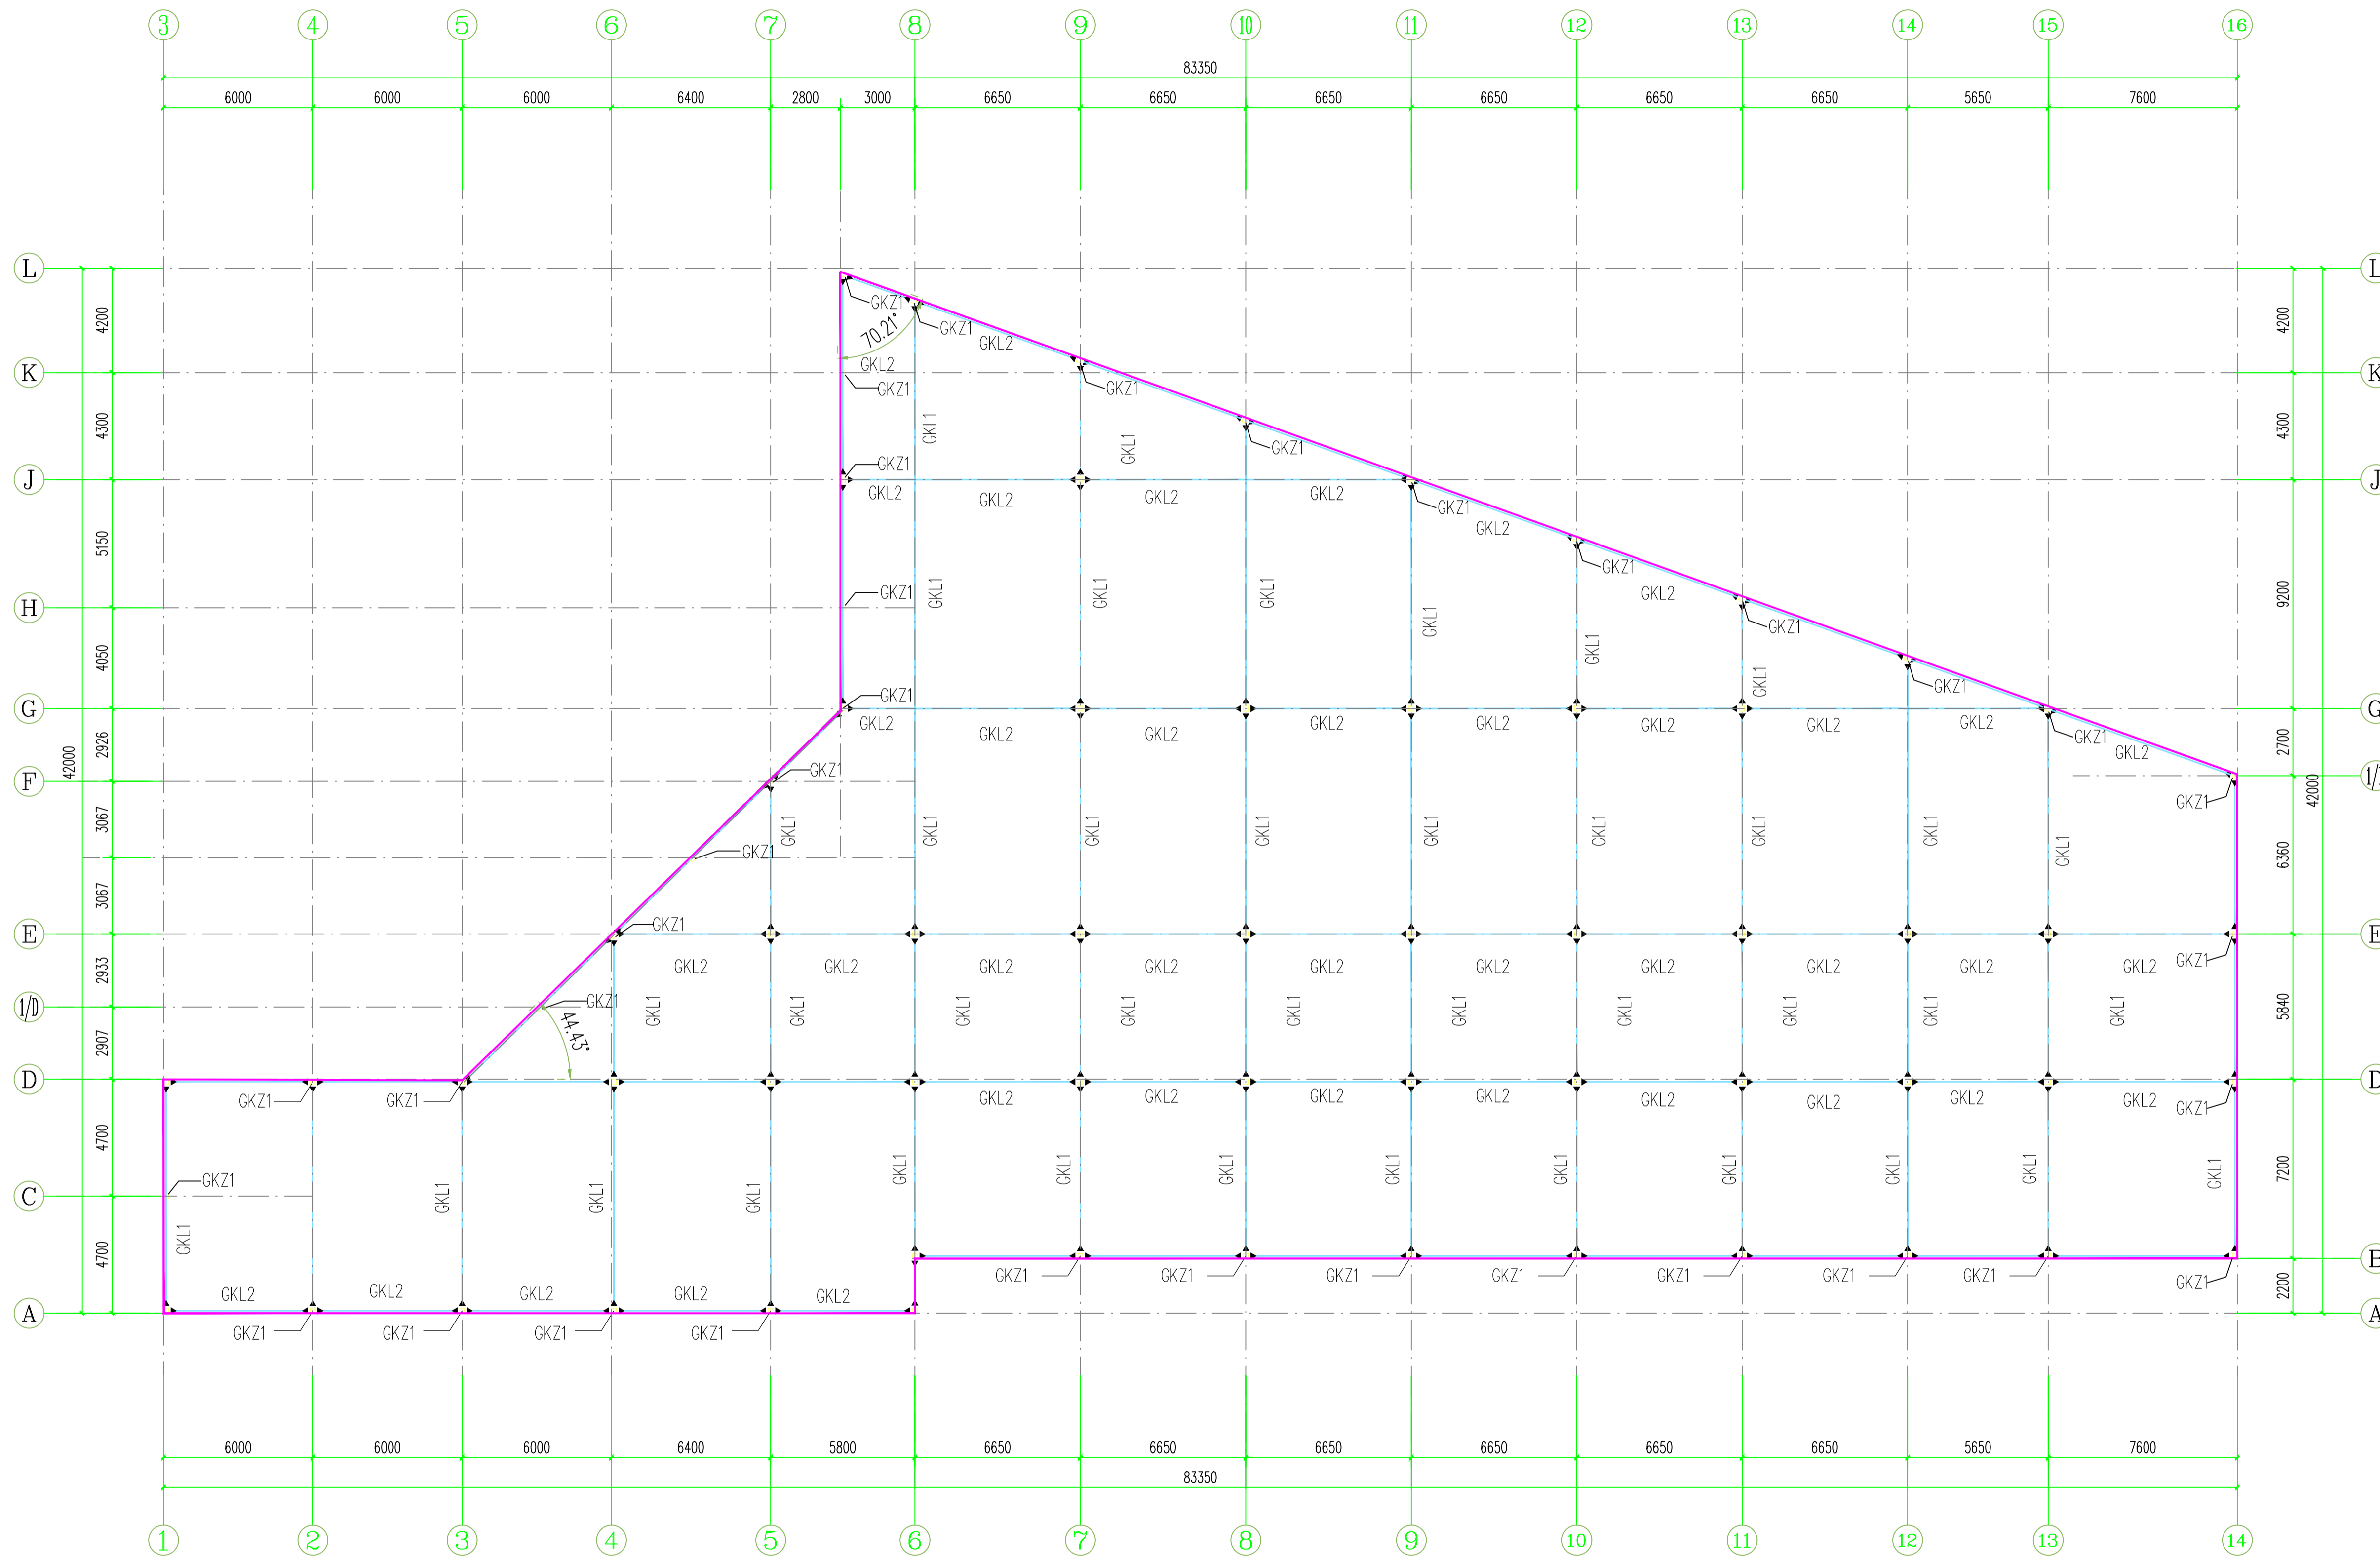 3 4 5 6 7 8 9 10 11 12 13 14 15 16
83350
6000 6000 6000 6400 2800 3000 6650 6650 6650 6650 6650 6650 5650 7600
L L
GKZ1
4200 GKZ1 4200
70.21°
GKL2
GKL2
K K
GKZ1 GKZ1
4300 GKL1 GKL1 GKZ1 4300
GKZ1
J J
GKL2 GKL2 GKL2 GKL2
GKZ1 GKL2
5150 GKZ1
GKL1 GKL1 GKL1 GKL2 9200
GKZ1
H H
GKL1 GKZ1
4050 GKL1
GKL1 GKZ1
GKZ1
G G
GKL2 GKL2 GKL2 GKL2 GKL2 GKL2 GKL2 GKL2
GKZ1
2926 GKL2 2700
42000 GKZ1
F
GKZ1 42000
3067 GKL1 GKL1 GKL1 GKL1 GKL1 GKL1 GKL1 GKL1 GKL1 6360
GKZ1
3067
GKZ1
E E
GKZ1
GKL2 GKL2 GKL2 GKL2 GKL2 GKL2 GKL2 GKL2 GKL2 GKL2
2933
1/D GKZ1
GKL1 GKL1 GKL1 GKL1 GKL1 GKL1 GKL1 GKL1 GKL1 GKL1 5840
44.43°
2907
D D
GKZ1 GKZ1 GKL2 GKL2 GKL2 GKL2 GKL2 GKL2 GKL2 GKL2 GKZ1
4700
GKL1 GKL1 GKL1 GKL1 GKL1 GKL1 GKL1 GKL1 GKL1 GKL1 GKL1 GKL1 7200
C GKZ1
GKL1
4700
B
GKZ1 GKZ1 GKZ1 GKZ1 GKZ1 GKZ1 GKZ1 GKZ1
GKL2 GKL2 GKL2 GKL2 GKL2 2200
A A
GKZ1 GKZ1 GKZ1 GKZ1
6000 6000 6000 6400 5800 6650 6650 6650 6650 6650 6650 5650 7600
83350
1 2 3 4 5 6 7 8 9 10 11 12 13 14